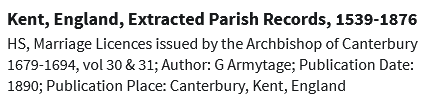 Kent, England, Extracted Parish Records, 1539-1876
HS, Marriage Licences issued by the Archbishop of Canterbury
1679-1694, vol 30 & 31; Author: G Armytage; Publication Date:
1890; Publication Place: Canterbury, Kent, England